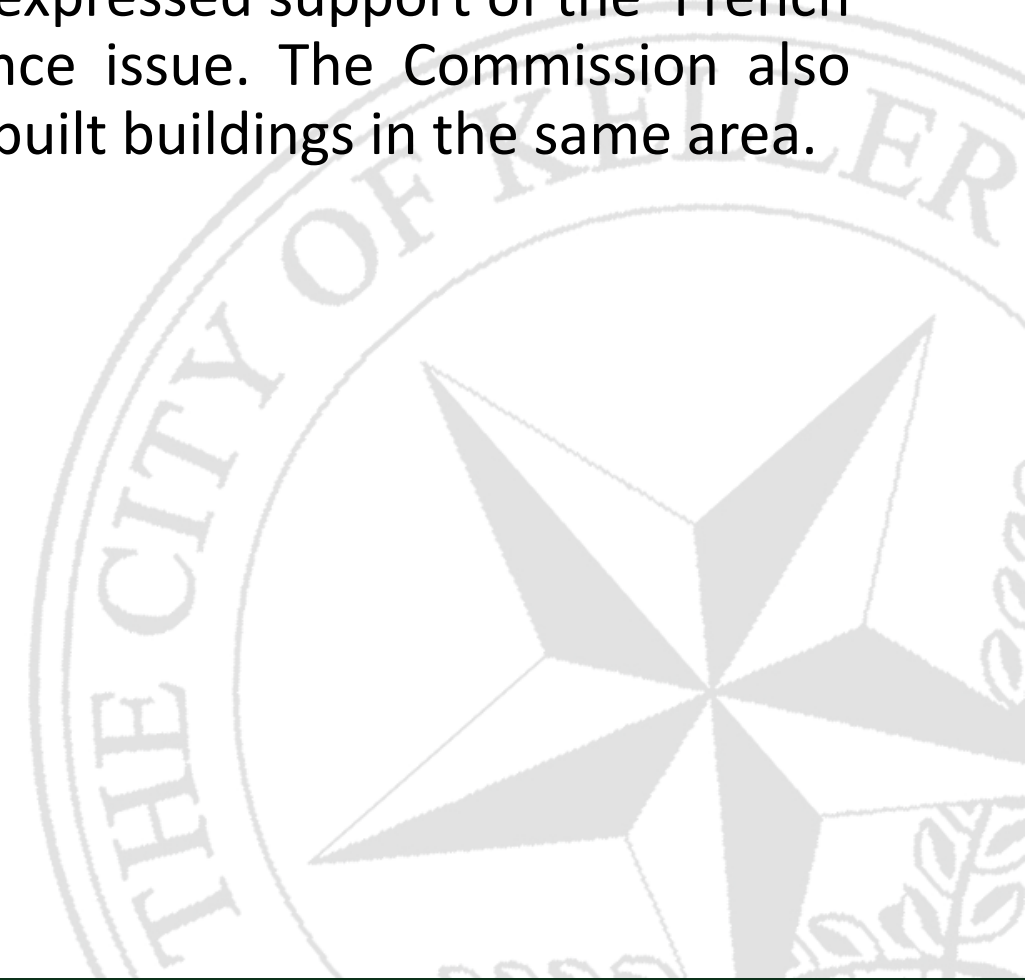 expressed support of the "French
nce issue. The Commission also
built buildings in the same area.
THE CITY OF KELLER